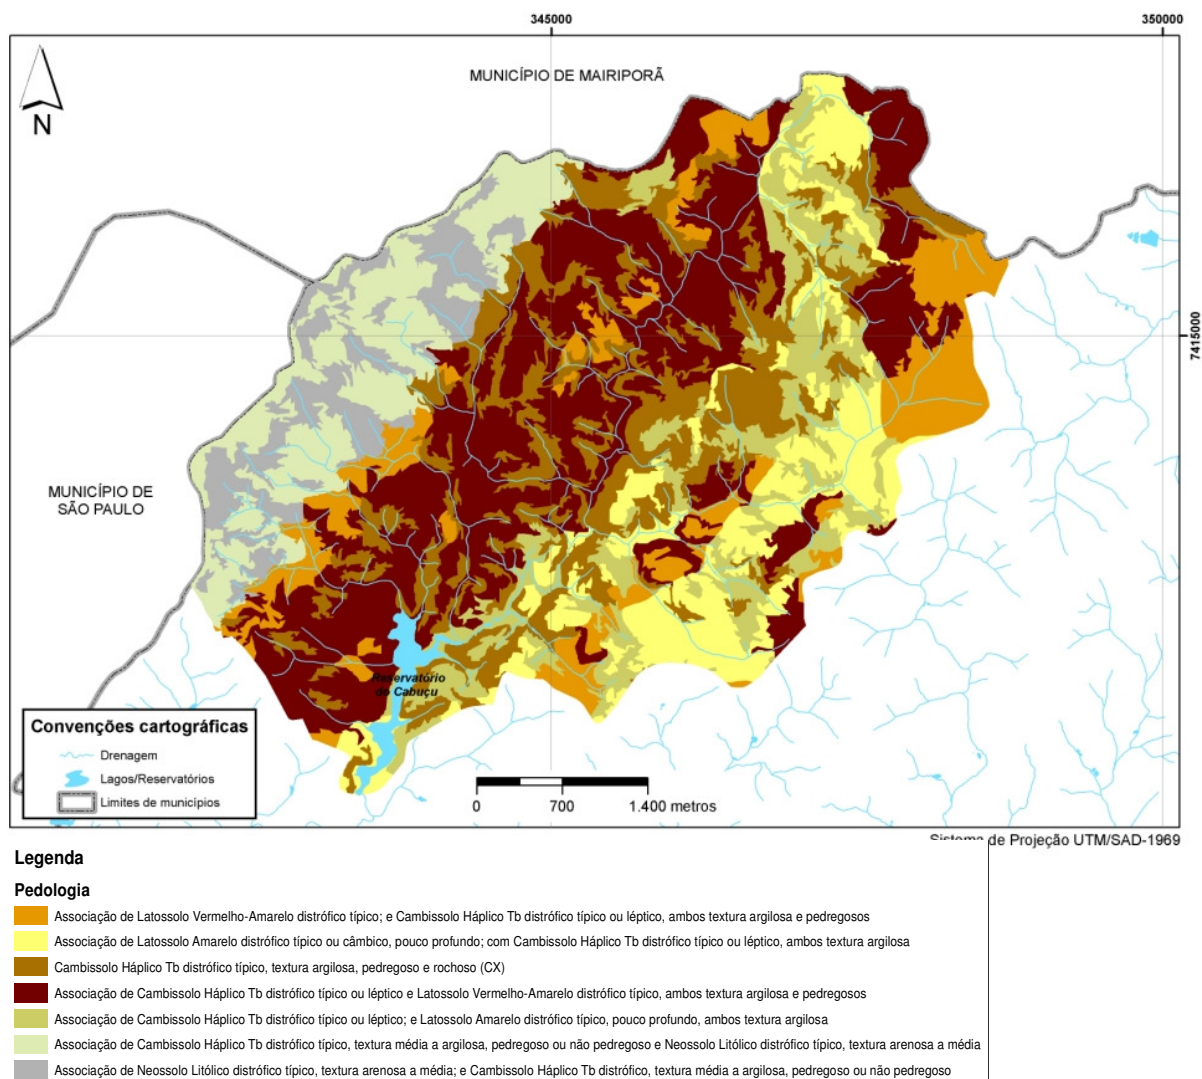 345000
350000
MUNICÍPIO DE MAIRIPORÃ
N
7415000
MUNICÍPIO DE
SÃO PAULO
Reservatório
do Cabuçu
Convenções cartográficas
Drenagem
Lagos/Reservatórios
Limites de municípios
0 700 1.400 metros
Sistema de Projeção UTM/SAD-1969
Legenda
Pedologia
Associação de Latossolo Vermelho-Amarelo distrófico típico; e Cambissolo Háplico Tb distrófico típico ou léptico, ambos textura argilosa e pedregosos
Associação de Latossolo Amarelo distrófico típico ou câmbico, pouco profundo; com Cambissolo Háplico Tb distrófico típico ou léptico, ambos textura argilosa
Cambissolo Háplico Tb distrófico típico, textura argilosa, pedregoso e rochoso (CX)
Associação de Cambissolo Háplico Tb distrófico típico ou léptico e Latossolo Vermelho-Amarelo distrófico típico, ambos textura argilosa e pedregosos
Associação de Cambissolo Háplico Tb distrófico típico ou léptico; e Latossolo Amarelo distrófico típico, pouco profundo, ambos textura argilosa
Associação de Cambissolo Háplico Tb distrófico típico, textura média a argilosa, pedregoso ou não pedregoso e Neossolo Litólico distrófico típico, textura arenosa a média
Associação de Neossolo Litólico distrófico típico, textura arenosa a média; e Cambissolo Háplico Tb distrófico, textura média a argilosa, pedregoso ou não pedregoso